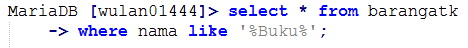 MariaDB [wulan01444]> select * from barangatk
-> where nama like '%Buku%';